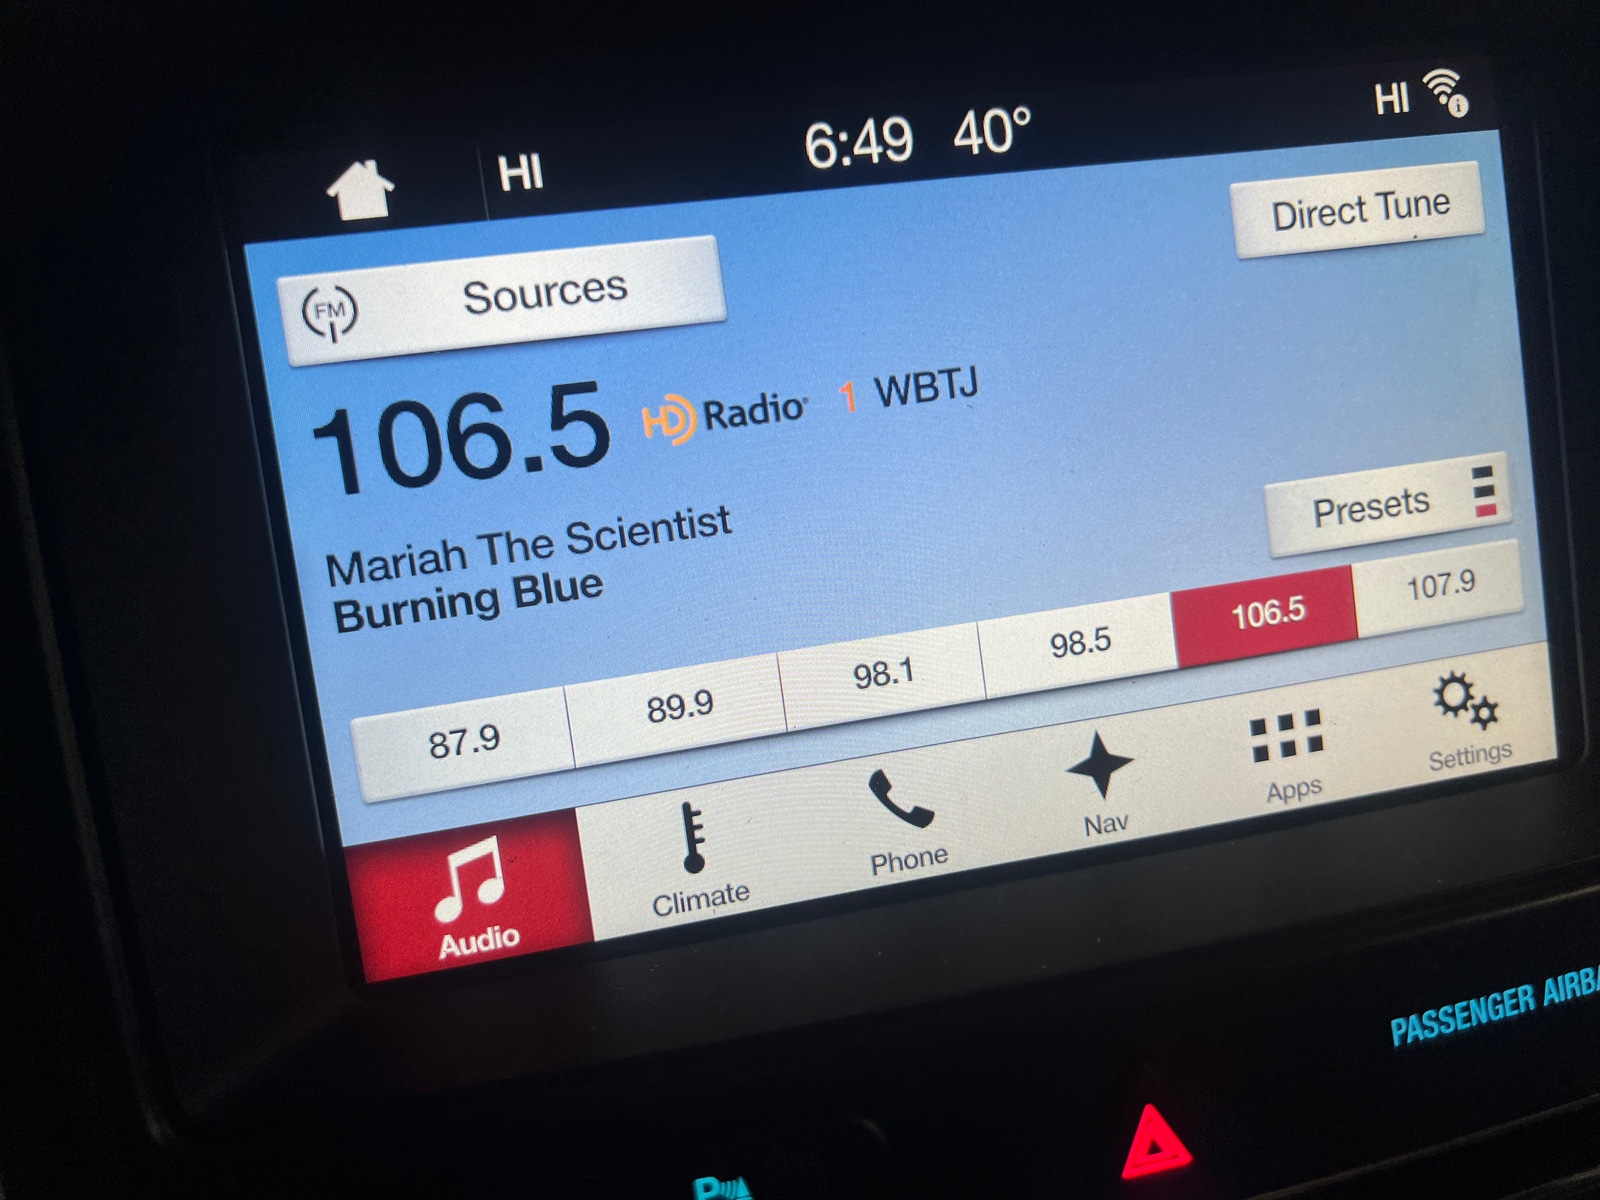 HI 6:49 40° HI
FM Sources Direct Tune
106.5 HD Radio 1 WBTJ
Mariah The Scientist
Burning Blue
Presets
87.9 89.9 98.1 98.5 106.5 107.9
Audio Climate Phone Nav Apps Settings
PASSENGER AIRBA
P